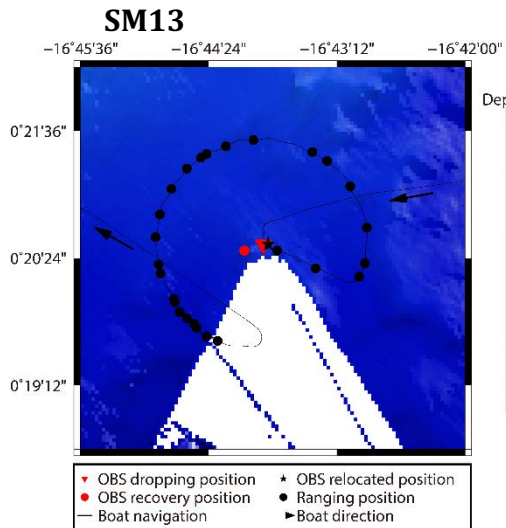 SM13
−16˚45'36" −16˚44'24" −16˚43'12" −16˚42'00"
Dep
0˚21'36"
0˚20'24"
0˚19'12"
OBS dropping position OBS relocated position
OBS recovery position Ranging position
Boat navigation Boat direction